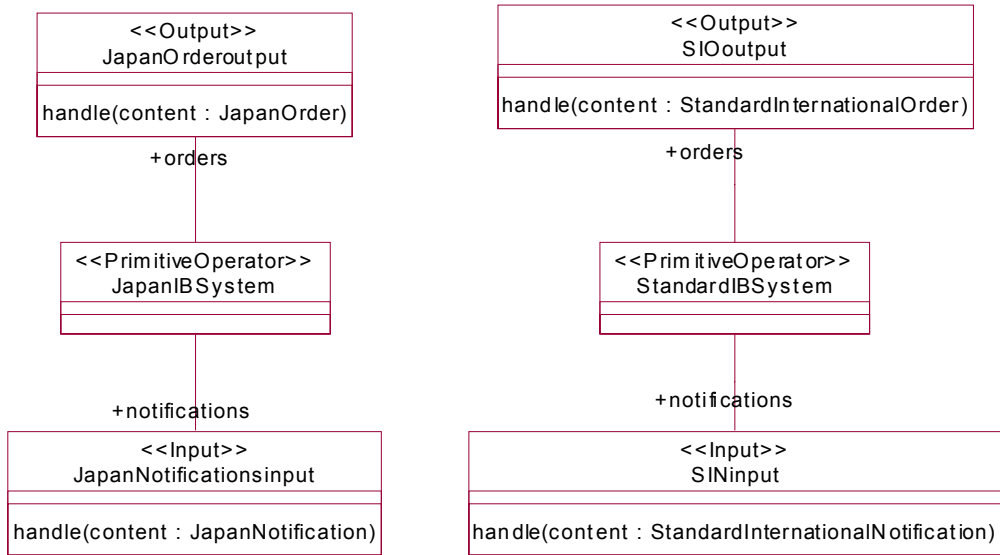 <<Output>>
JapanOrderoutput
handle(content : JapanOrder)
+orders
<<PrimitiveOperator>>
JapanIBSystem
+notifications
<<Input>>
JapanNotificationsinput
handle(content : JapanNotification)
<<Output>>
SIOoutput
handle(content : StandardInternationalOrder)
+orders
<<PrimitiveOperator>>
StandardIBSystem
+notifications
<<Input>>
SINinput
handle(content : StandardInternationalNotification)